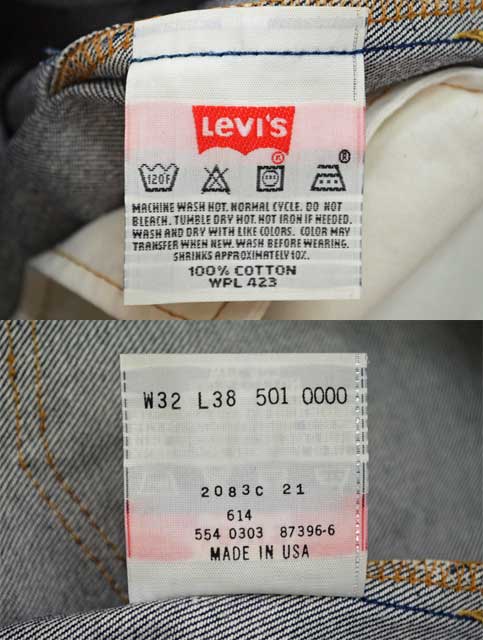 Levi's
®
®
120F
MACHINE WASH HOT. NORMAL CYCLE. DO NOT
BLEACH. TUMBLE DRY HOT. HOT IRON IF NEEDED.
WASH AND DRY WITH LIKE COLORS. COLOR MAY
TRANSFER WHEN NEW. WASH BEFORE WEARING.
SHRINKS APPROXIMATELY 10%.
100% COTTON
WPL 423
W32 L38 501 0000
2083C 21
614
554 0303 87396-6
MADE IN USA